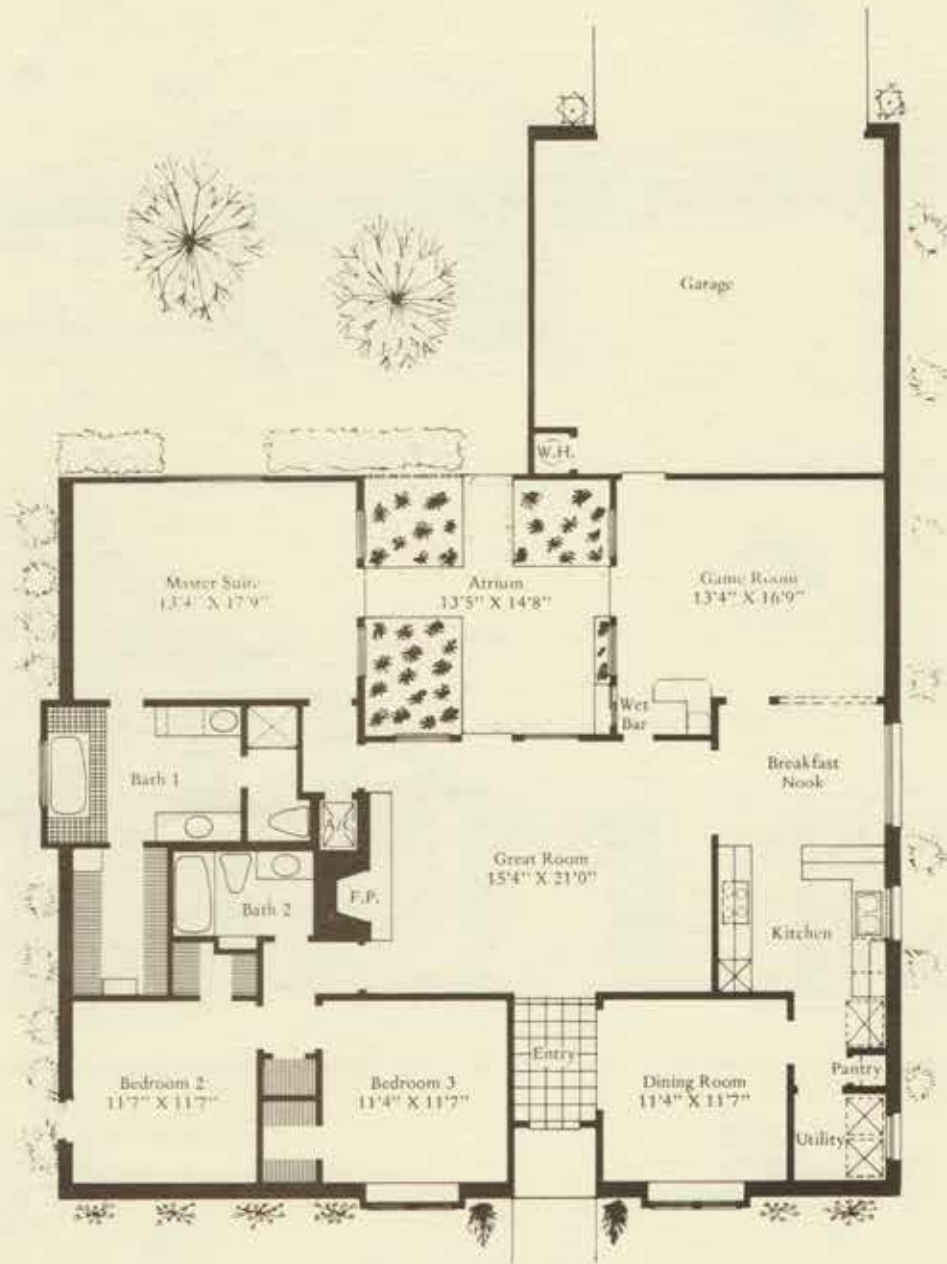 Garage
W.H.
Master Suite
13'4" X 17'9"
Atrium
13'5" X 14'8"
Game Room
13'4" X 16'9"
Wet
Bar
Breakfast
Nook
Bath 1
A/C
Great Room
15'4" X 21'0"
F.P.
Bath 2
Kitchen
Entry
Pantry
Bedroom 2
11'7" X 11'7"
Bedroom 3
11'4" X 11'7"
Dining Room
11'4" X 11'7"
Utility